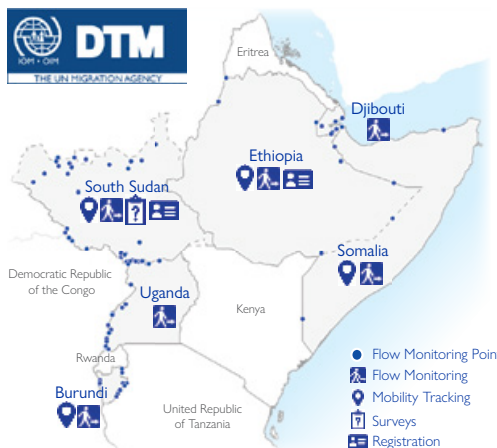 IOM • OIM
DTM
THE UN MIGRATION AGENCY
Eritrea
Djibouti
Ethiopia
South Sudan
Somalia
Democratic Republic
of the Congo
Uganda
Kenya
Rwanda
Burundi
United Republic
of Tanzania
Flow Monitoring Poin
Flow Monitoring
Mobility Tracking
Surveys
Registration